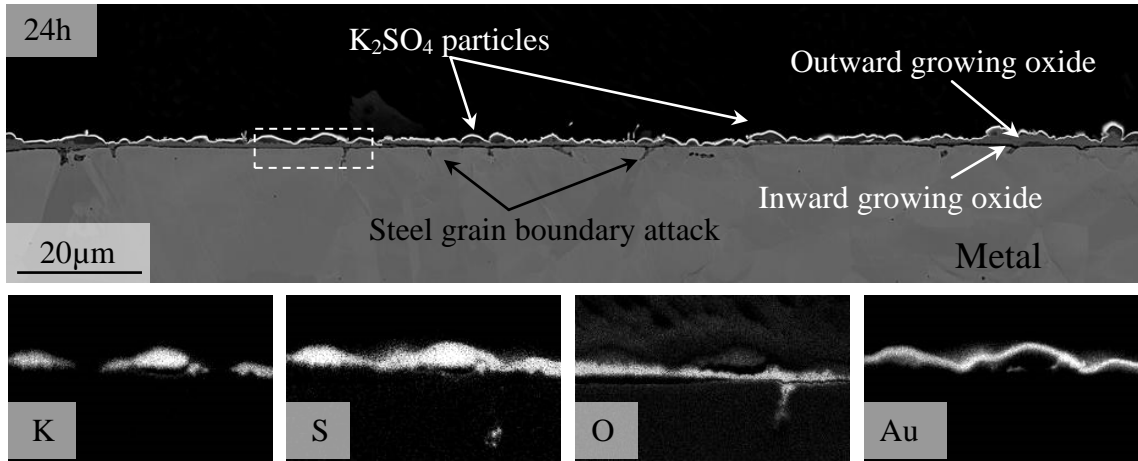 24h
K₂SO₄ particles
Outward growing oxide
Inward growing oxide
Steel grain boundary attack
20µm
Metal
K
S
O
Au